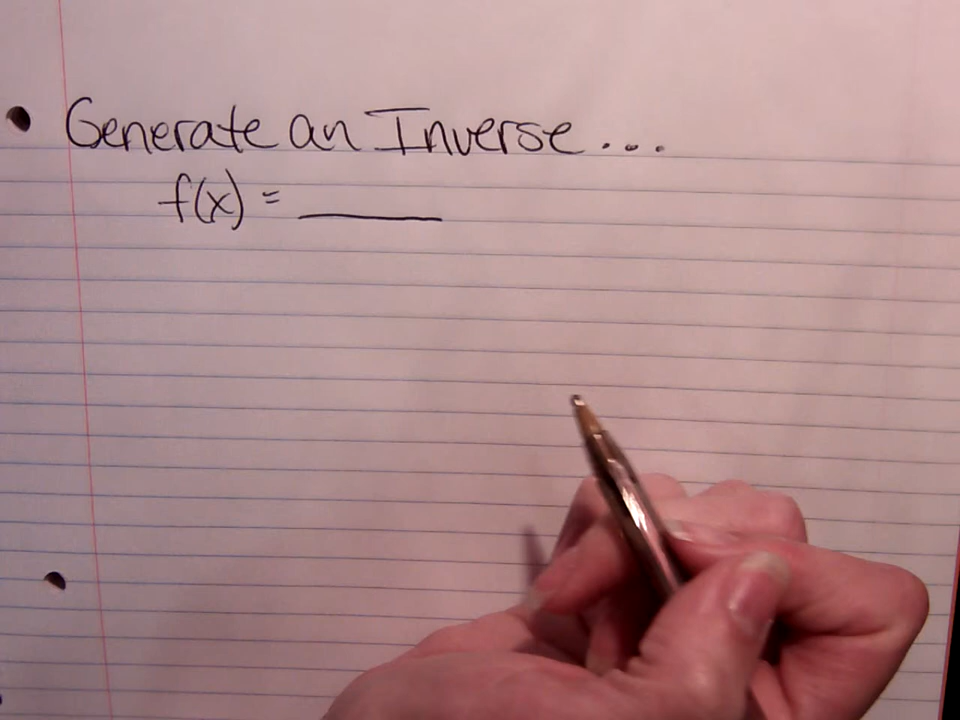 • Generate an Inverse...
f(x) = ______